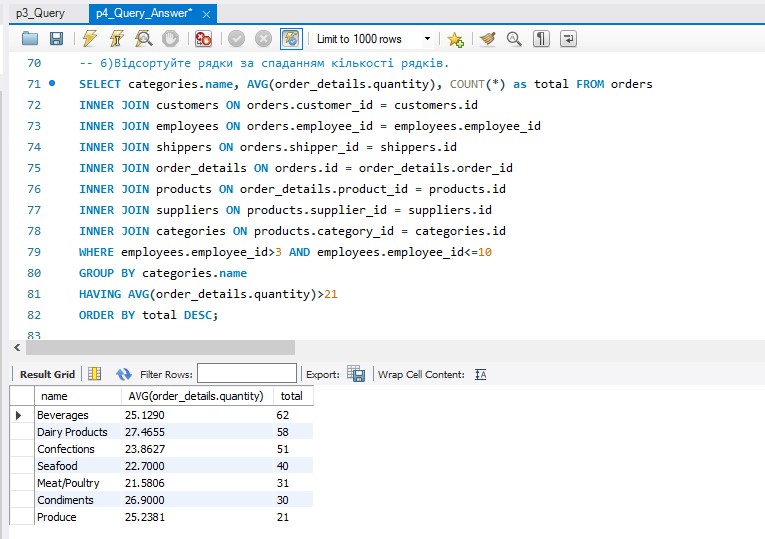 p3_Query p4_Query_Answer*
Limit to 1000 rows
70 -- 6)Відсортуйте рядки за спаданням кількості рядків.
71 SELECT categories.name, AVG(order_details.quantity), COUNT(*) as total FROM orders
72 INNER JOIN customers ON orders.customer_id = customers.id
73 INNER JOIN employees ON orders.employee_id = employees.employee_id
74 INNER JOIN shippers ON orders.shipper_id = shippers.id
75 INNER JOIN order_details ON orders.id = order_details.order_id
76 INNER JOIN products ON order_details.product_id = products.id
77 INNER JOIN suppliers ON products.supplier_id = suppliers.id
78 INNER JOIN categories ON products.category_id = categories.id
79 WHERE employees.employee_id>3 AND employees.employee_id<=10
80 GROUP BY categories.name
81 HAVING AVG(order_details.quantity)>21
82 ORDER BY total DESC;
83
Result Grid Filter Rows: Export: Wrap Cell Content:
name AVG(order_details.quantity) total
Beverages 25.1290 62
Dairy Products 27.4655 58
Confections 23.8627 51
Seafood 22.7000 40
Meat/Poultry 21.5806 31
Condiments 26.9000 30
Produce 25.2381 21